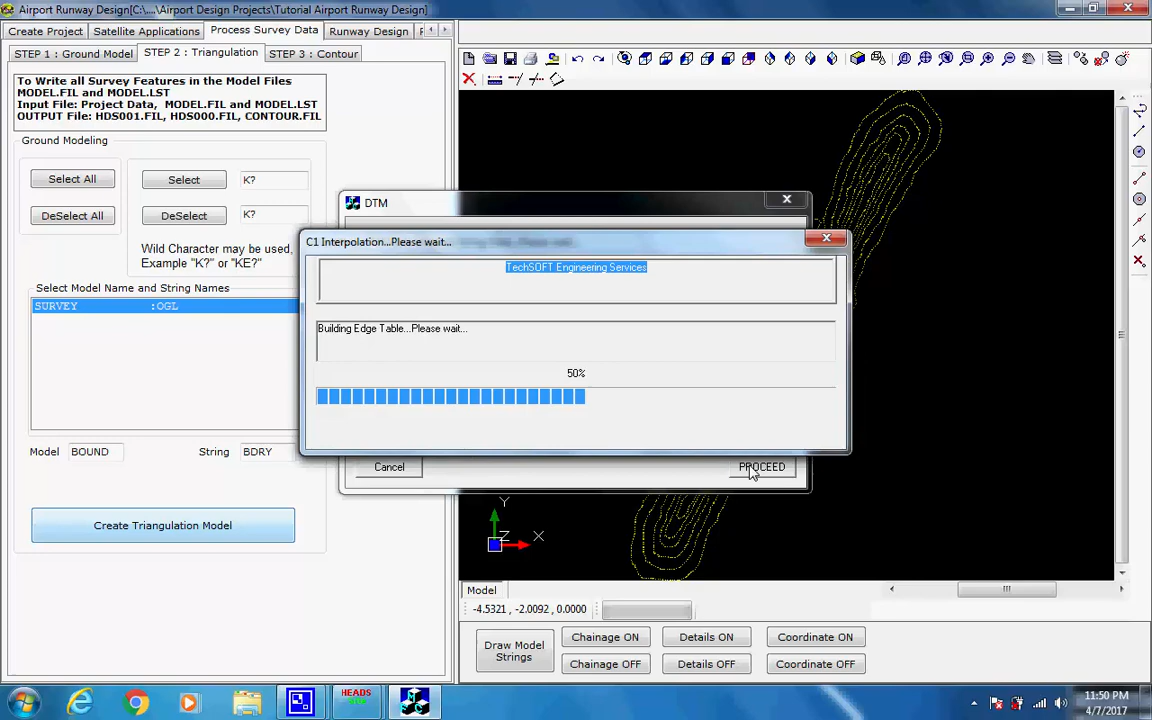 Airport Runway Design[C:\....\Airport Design Projects\Tutorial Airport Runway Design]
Create Project
Satellite Applications
Process Survey Data
Runway Design
STEP 1 : Ground Model
STEP 2 : Triangulation
STEP 3 : Contour
To Write all Survey Features in the Model Files
MODEL.FIL and MODEL.LST
Input File: Project Data, MODEL.FIL and MODEL.LST
OUTPUT File: HDS001.FIL, HDS000.FIL, CONTOUR.FIL
Ground Modeling
Select All
Select
K?
DeSelect All
DeSelect
K?
Wild Character may be used,
Example "K?" or "KE?"
Select Model Name and String Names
SURVEY :OGL
Model
BOUND
String
BDRY
Create Triangulation Model
DTM
C1 Interpolation...Please wait...
TechSOFT Engineering Services
Building Edge Table...Please wait...
50%
Cancel
PROCEED
Y
Z
X
Model
-4.5321 , -2.0092 , 0.0000
Draw Model
Strings
Chainage ON
Details ON
Coordinate ON
Chainage OFF
Details OFF
Coordinate OFF
HEADS
11:50 PM
4/7/2017